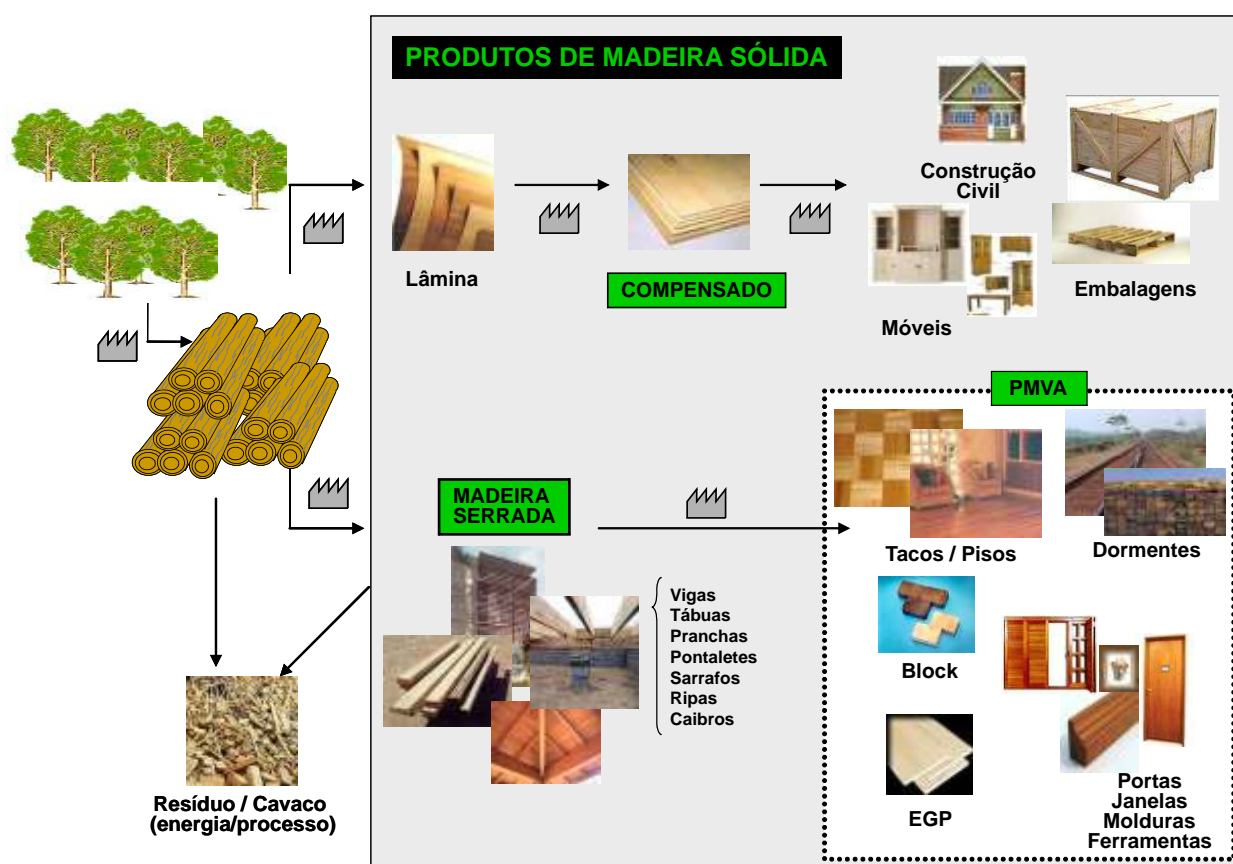 PRODUTOS DE MADEIRA SÓLIDA
Construção
Civil
Lâmina
COMPENSADO
Embalagens
Móveis
PMVA
MADEIRA
SERRADA
Tacos / Pisos
Dormentes
Vigas
Tábuas
Pranchas
Pontaletes
Sarrafos
Ripas
Caibros
Block
Resíduo / Cavaco
(energia/processo)
EGP
Portas
Janelas
Molduras
Ferramentas